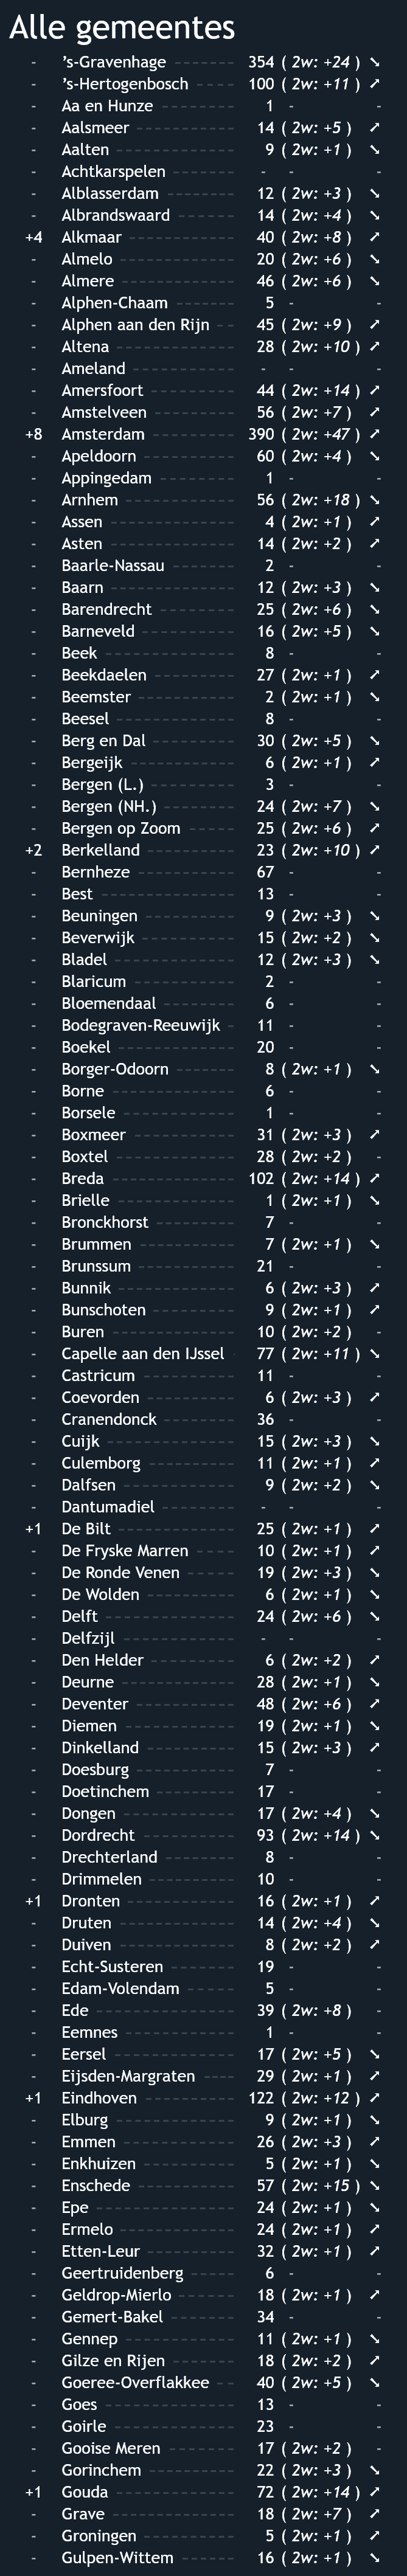 Alle gemeentes
- 's-Gravenhage 354 ( 2w: +24 ) ↘
- 's-Hertogenbosch 100 ( 2w: +11 ) ↗
- Aa en Hunze 1 - -
- Aalsmeer 14 ( 2w: +5 ) ↗
- Aalten 9 ( 2w: +1 ) ↘
- Achtkarspelen - - -
- Alblasserdam 12 ( 2w: +3 ) ↘
- Albrandswaard 14 ( 2w: +4 ) ↘
+4 Alkmaar 40 ( 2w: +8 ) ↗
- Almelo 20 ( 2w: +6 ) ↘
- Almere 46 ( 2w: +6 ) ↘
- Alphen-Chaam 5 - -
- Alphen aan den Rijn 45 ( 2w: +9 ) ↗
- Altena 28 ( 2w: +10 ) ↗
- Ameland - - -
- Amersfoort 44 ( 2w: +14 ) ↗
- Amstelveen 56 ( 2w: +7 ) ↗
+8 Amsterdam 390 ( 2w: +47 ) ↗
- Apeldoorn 60 ( 2w: +4 ) ↘
- Appingedam 1 - -
- Arnhem 56 ( 2w: +18 ) ↘
- Assen 4 ( 2w: +1 ) ↗
- Asten 14 ( 2w: +2 ) ↗
- Baarle-Nassau 2 - -
- Baarn 12 ( 2w: +3 ) ↘
- Barendrecht 25 ( 2w: +6 ) ↘
- Barneveld 16 ( 2w: +5 ) ↘
- Beek 8 - -
- Beekdaelen 27 ( 2w: +1 ) ↗
- Beemster 2 ( 2w: +1 ) ↘
- Beesel 8 - -
- Berg en Dal 30 ( 2w: +5 ) ↘
- Bergeijk 6 ( 2w: +1 ) ↗
- Bergen (L.) 3 - -
- Bergen (NH.) 24 ( 2w: +7 ) ↘
- Bergen op Zoom 25 ( 2w: +6 ) ↗
+2 Berkelland 23 ( 2w: +10 ) ↗
- Bernheze 67 - -
- Best 13 - -
- Beuningen 9 ( 2w: +3 ) ↘
- Beverwijk 15 ( 2w: +2 ) ↘
- Bladel 12 ( 2w: +3 ) ↘
- Blaricum 2 - -
- Bloemendaal 6 - -
- Bodegraven-Reeuwijk 11 - -
- Boekel 20 - -
- Borger-Odoorn 8 ( 2w: +1 ) ↘
- Borne 6 - -
- Borsele 1 - -
- Boxmeer 31 ( 2w: +3 ) ↗
- Boxtel 28 ( 2w: +2 ) -
- Breda 102 ( 2w: +14 ) ↗
- Brielle 1 ( 2w: +1 ) ↘
- Bronckhorst 7 - -
- Brummen 7 ( 2w: +1 ) ↘
- Brunssum 21 - -
- Bunnik 6 ( 2w: +3 ) ↗
- Bunschoten 9 ( 2w: +1 ) ↗
- Buren 10 ( 2w: +2 ) -
- Capelle aan den IJssel 77 ( 2w: +11 ) ↘
- Castricum 11 - -
- Coevorden 6 ( 2w: +3 ) ↗
- Cranendonck 36 - -
- Cuijk 15 ( 2w: +3 ) ↘
- Culemborg 11 ( 2w: +1 ) ↗
- Dalfsen 9 ( 2w: +2 ) ↘
- Dantumadiel - - -
+1 De Bilt 25 ( 2w: +1 ) ↗
- De Fryske Marren 10 ( 2w: +1 ) ↗
- De Ronde Venen 19 ( 2w: +3 ) ↘
- De Wolden 6 ( 2w: +1 ) ↘
- Delft 24 ( 2w: +6 ) ↘
- Delfzijl - - -
- Den Helder 6 ( 2w: +2 ) ↗
- Deurne 28 ( 2w: +1 ) ↘
- Deventer 48 ( 2w: +6 ) ↗
- Diemen 19 ( 2w: +1 ) ↘
- Dinkelland 15 ( 2w: +3 ) ↗
- Doesburg 7 - -
- Doetinchem 17 - -
- Dongen 17 ( 2w: +4 ) ↘
- Dordrecht 93 ( 2w: +14 ) ↘
- Drechterland 8 - -
- Drimmelen 10 - -
+1 Dronten 16 ( 2w: +1 ) ↗
- Druten 14 ( 2w: +4 ) ↘
- Duiven 8 ( 2w: +2 ) ↗
- Echt-Susteren 19 - -
- Edam-Volendam 5 - -
- Ede 39 ( 2w: +8 ) -
- Eemnes 1 - -
- Eersel 17 ( 2w: +5 ) ↘
- Eijsden-Margraten 29 ( 2w: +1 ) ↗
+1 Eindhoven 122 ( 2w: +12 ) ↗
- Elburg 9 ( 2w: +1 ) ↘
- Emmen 26 ( 2w: +3 ) ↗
- Enkhuizen 5 ( 2w: +1 ) ↘
- Enschede 57 ( 2w: +15 ) ↘
- Epe 24 ( 2w: +1 ) ↘
- Ermelo 24 ( 2w: +1 ) ↗
- Etten-Leur 32 ( 2w: +1 ) ↗
- Geertruidenberg 6 - -
- Geldrop-Mierlo 18 ( 2w: +1 ) ↗
- Gemert-Bakel 34 - -
- Gennep 11 ( 2w: +1 ) ↘
- Gilze en Rijen 18 ( 2w: +2 ) ↗
- Goeree-Overflakkee 40 ( 2w: +5 ) ↘
- Goes 13 - -
- Goirle 23 - -
- Gooise Meren 17 ( 2w: +2 ) -
- Gorinchem 22 ( 2w: +3 ) ↘
+1 Gouda 72 ( 2w: +14 ) ↗
- Grave 18 ( 2w: +7 ) ↗
- Groningen 5 ( 2w: +1 ) ↗
- Gulpen-Wittem 16 ( 2w: +1 ) ↘